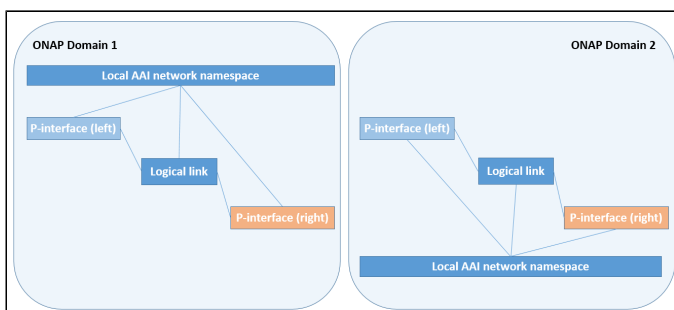 ONAP Domain 1
Local AAI network namespace
P-interface (left)
Logical link
P-interface (right)
ONAP Domain 2
P-interface (left)
Logical link
P-interface (right)
Local AAI network namespace